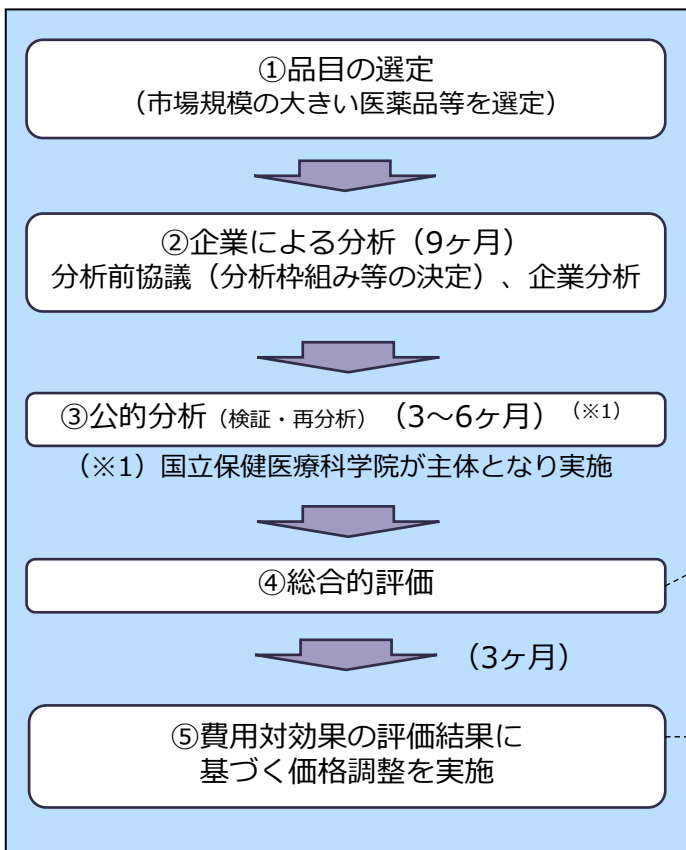 ①品目の選定
（市場規模の大きい医薬品等を選定）
②企業による分析（9ヶ月）
分析前協議（分析枠組み等の決定）、企業分析
③公的分析（検証・再分析）（3～6ヶ月）（※1）
（※1）国立保健医療科学院が主体となり実施
④総合的評価
（3ヶ月）
⑤費用対効果の評価結果に
基づく価格調整を実施